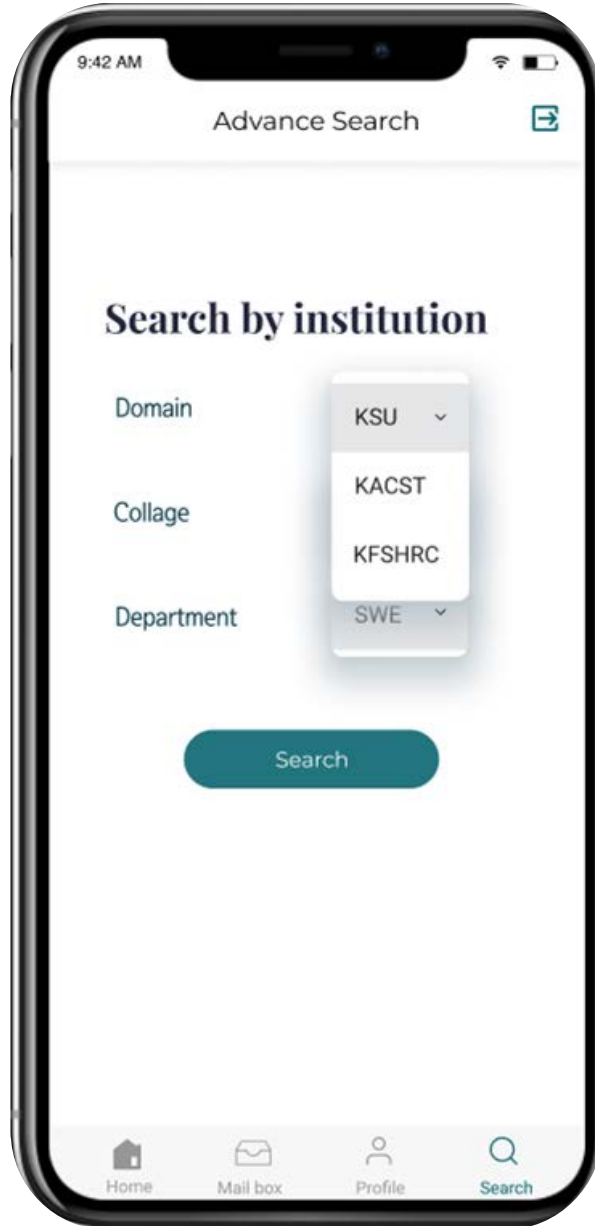 9:42 AM
Advance Search
Search by institution
Domain
KSU
KACST
Collage
KFSHRC
Department
SWE
Search
Home
Mail box
Profile
Search